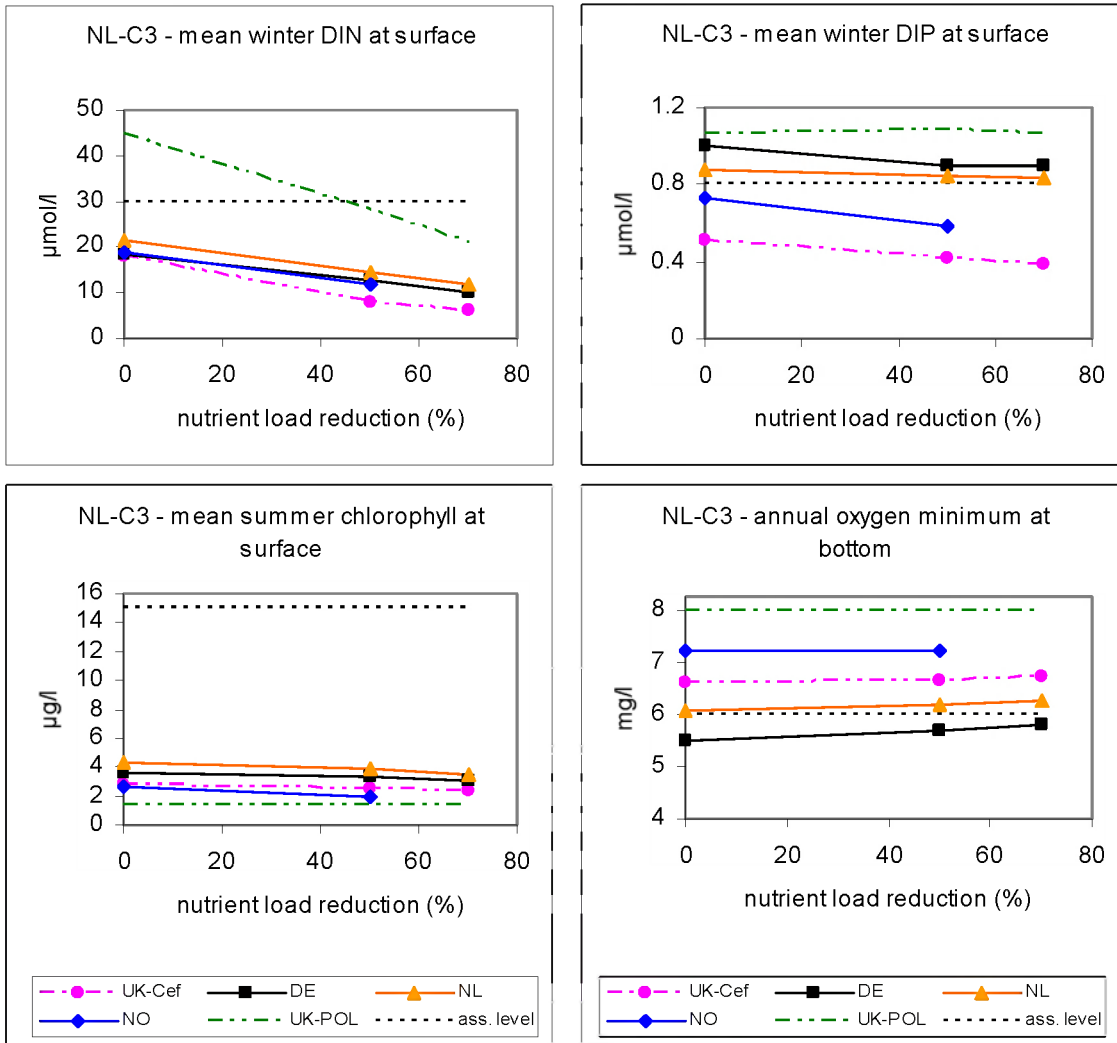 NL-C3 - mean winter DIN at surface
50
40
30
20
10
0
µmol/l
0 20 40 60 80
nutrient load reduction (%)
NL-C3 - mean winter DIP at surface
1.2
0.8
0.4
0
µmol/l
0 20 40 60 80
nutrient load reduction (%)
NL-C3 - mean summer chlorophyll at
surface
16
14
12
10
8
6
4
2
0
µg/l
0 20 40 60 80
nutrient load reduction (%)
UK-Cef DE NL
NO UK-POL ass. level
NL-C3 - annual oxygen minimum at
bottom
8
7
6
5
4
mg/l
0 20 40 60 80
nutrient load reduction (%)
UK-Cef DE NL
NO UK-POL ass. level